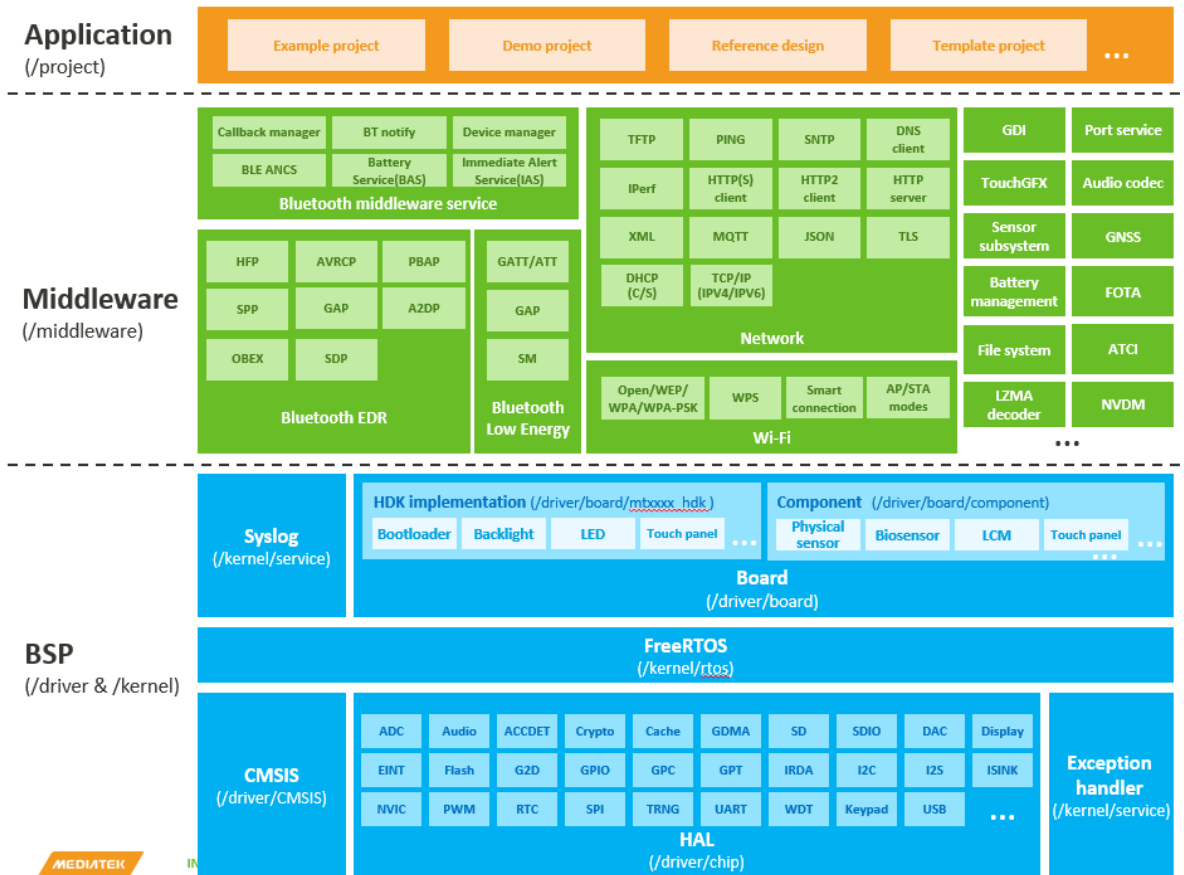 Application
(/project)
Example project
Demo project
Reference design
Template project
...
Middleware
(/middleware)
Callback manager
BT notify
Device manager
BLE ANCS
Battery
Service(BAS)
Immediate Alert
Service(IAS)
Bluetooth middleware service
HFP
AVRCP
PBAP
SPP
GAP
A2DP
OBEX
SDP
Bluetooth EDR
GATT/ATT
GAP
SM
Bluetooth
Low Energy
TFTP
PING
SNTP
DNS
client
IPerf
HTTP(S)
client
HTTP2
client
HTTP
server
XML
MQTT
JSON
TLS
DHCP
(C/S)
TCP/IP
(IPV4/IPV6)
Network
Open/WEP/
WPA/WPA-PSK
WPS
Smart
connection
AP/STA
modes
Wi-Fi
GDI
Port service
TouchGFX
Audio codec
Sensor
subsystem
GNSS
Battery
management
FOTA
File system
ATCI
LZMA
decoder
NVDM
...
BSP
(/driver & /kernel)
Syslog
(/kernel/service)
HDK implementation (/driver/board/mtxxxx_hdk )
Bootloader
Backlight
LED
Touch panel
...
Component (/driver/board/component)
Physical
sensor
Biosensor
LCM
Touch panel
...
...
Board
(/driver/board)
FreeRTOS
(/kernel/rtos)
CMSIS
(/driver/CMSIS)
ADC
Audio
ACCDET
Crypto
Cache
GDMA
SD
SDIO
DAC
Display
EINT
Flash
G2D
GPIO
GPC
GPT
IRDA
I2C
I2S
ISINK
NVIC
PWM
RTC
SPI
TRNG
UART
WDT
Keypad
USB
...
HAL
(/driver/chip)
Exception
handler
(/kernel/service)
MEDIATEK